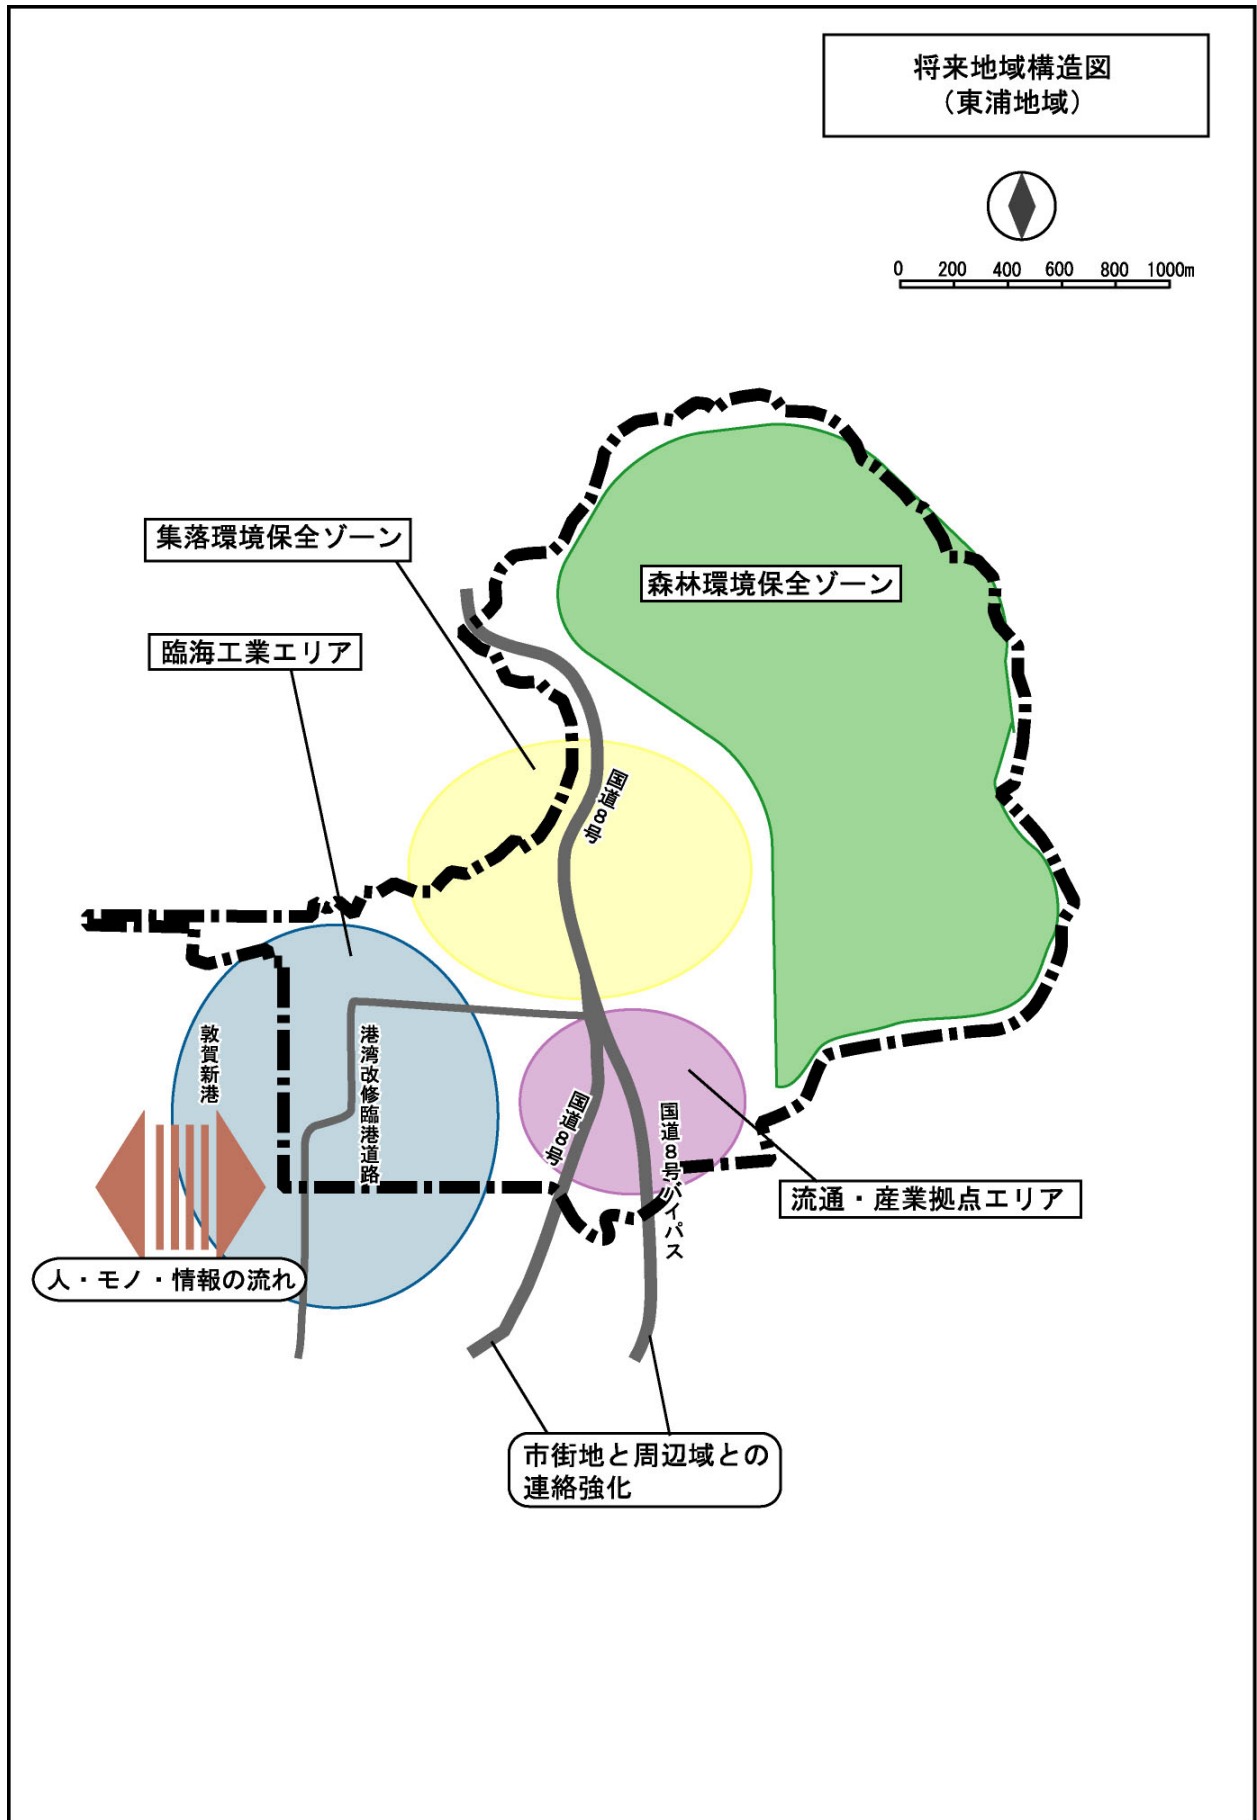 将来地域構造図
（東浦地域）
0 200 400 600 800 1000m
集落環境保全ゾーン
森林環境保全ゾーン
臨海工業エリア
国道８号
敦賀新港
港湾改修臨港道路
国道８号
国道８号バイパス
流通・産業拠点エリア
人・モノ・情報の流れ
市街地と周辺域との
連絡強化